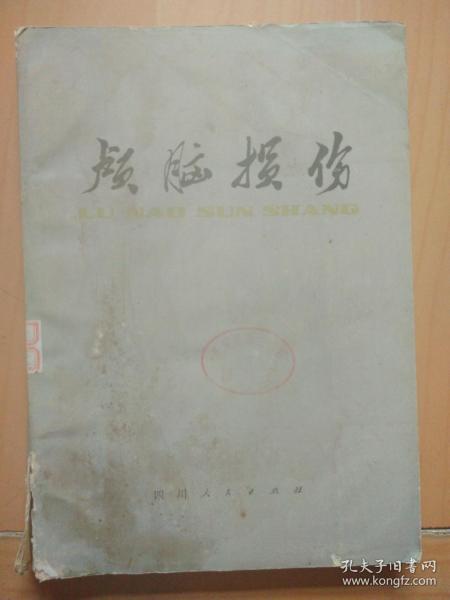 颅脑损伤
LU NAO SUN SHANG
四川人民出版社
孔夫子旧书网
www.kongfz.com